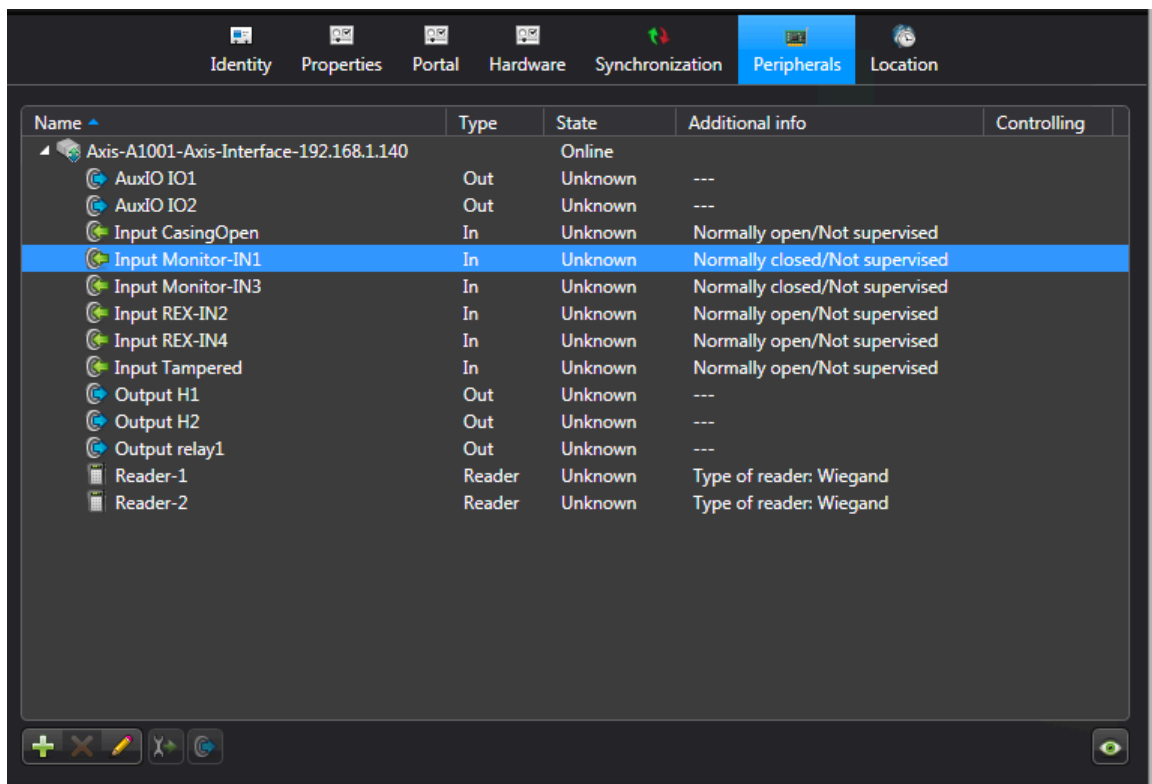 Identity Properties Portal Hardware Synchronization Peripherals Location
Name Type State Additional info Controlling
Axis-A1001-Axis-Interface-192.168.1.140 Online
AuxIO IO1 Out Unknown ---
AuxIO IO2 Out Unknown ---
Input CasingOpen In Unknown Normally open/Not supervised
Input Monitor-IN1 In Unknown Normally closed/Not supervised
Input Monitor-IN3 In Unknown Normally closed/Not supervised
Input REX-IN2 In Unknown Normally open/Not supervised
Input REX-IN4 In Unknown Normally open/Not supervised
Input Tampered In Unknown Normally open/Not supervised
Output H1 Out Unknown ---
Output H2 Out Unknown ---
Output relay1 Out Unknown ---
Reader-1 Reader Unknown Type of reader: Wiegand
Reader-2 Reader Unknown Type of reader: Wiegand